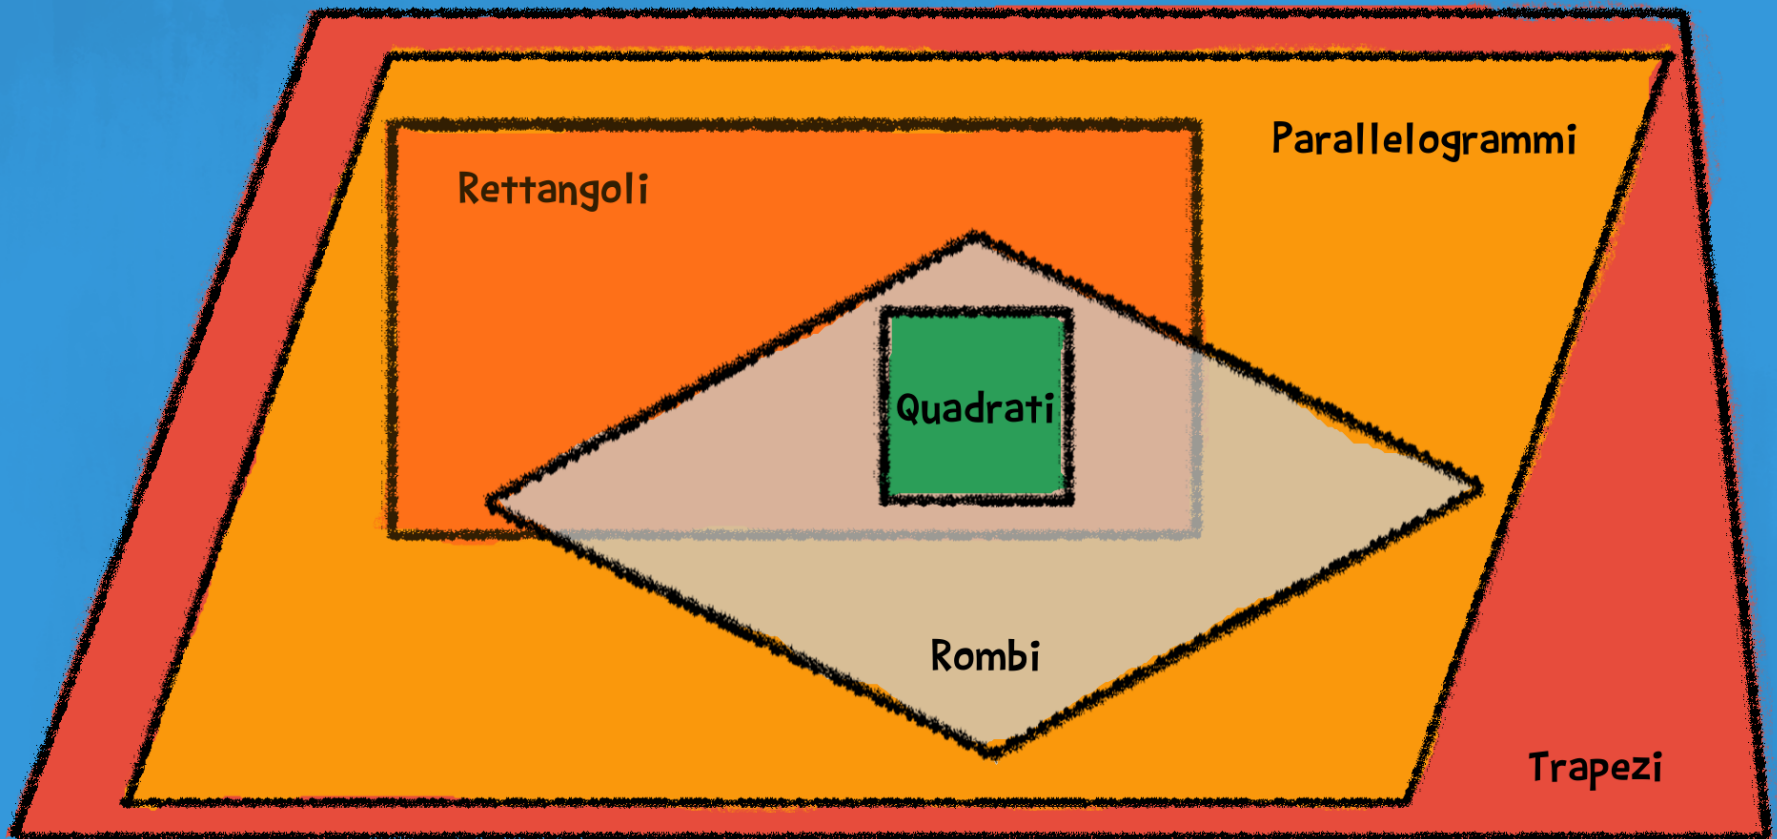 Parallelogrammi
Rettangoli
Quadrati
Rombi
Trapezi